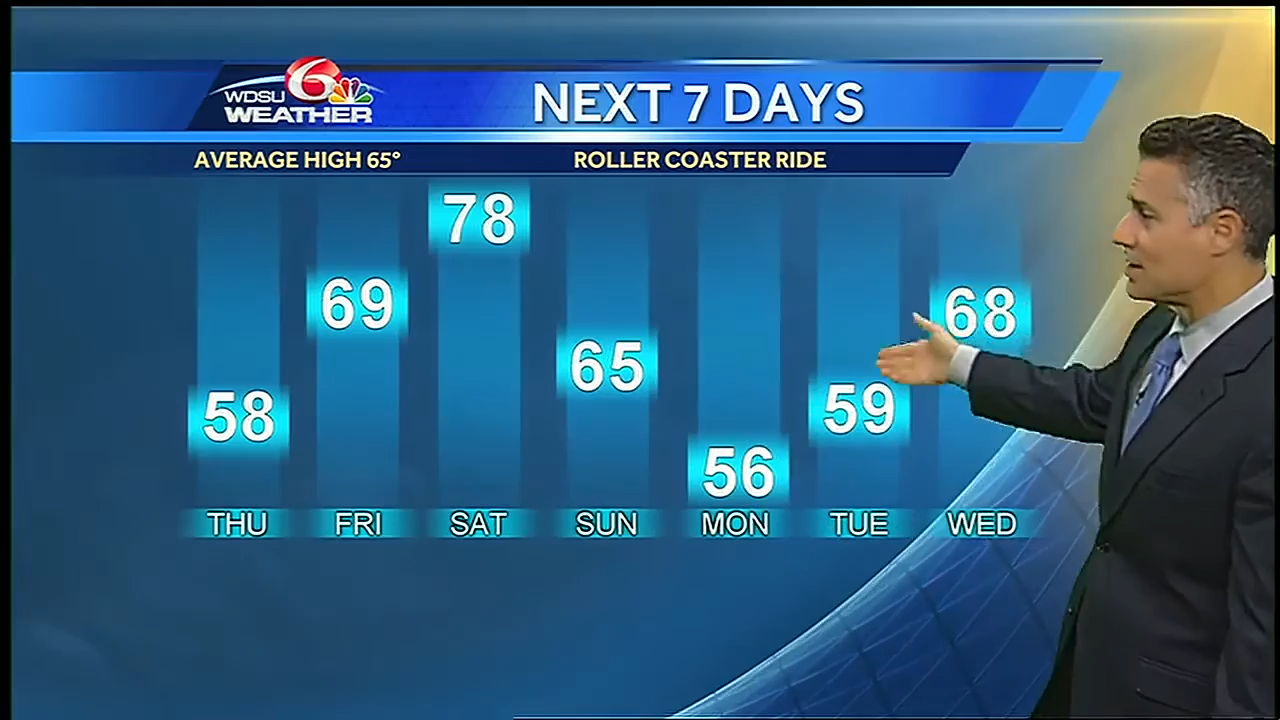 WDSU 6
WEATHER
NEXT 7 DAYS
AVERAGE HIGH 65° ROLLER COASTER RIDE
58 69 78 65 56 59 68
THU FRI SAT SUN MON TUE WED